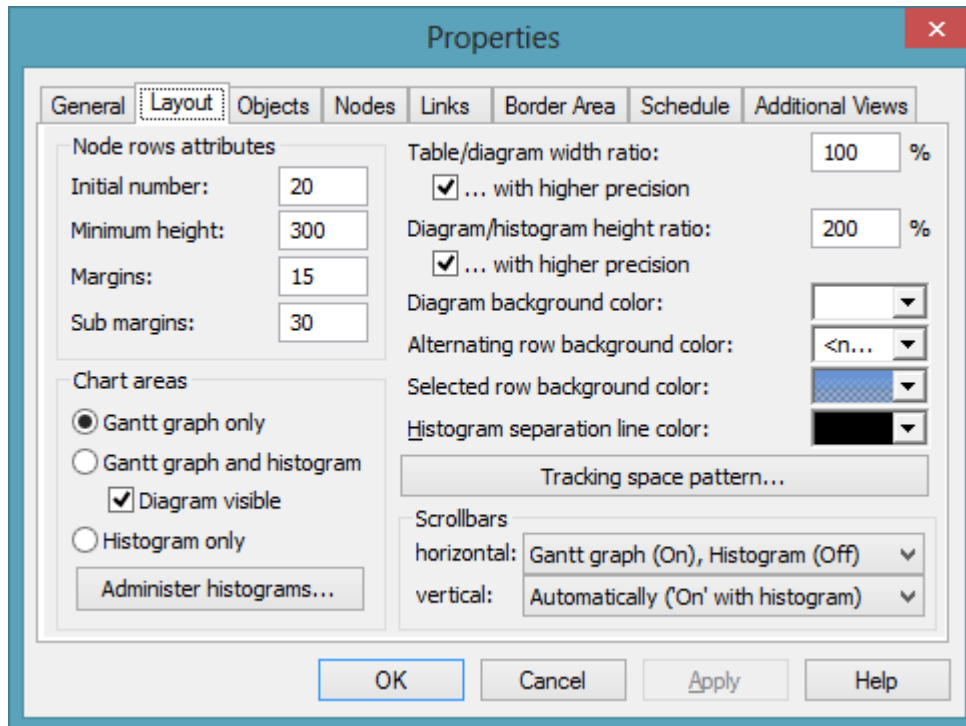 Properties
General Layout Objects Nodes Links Border Area Schedule Additional Views
Node rows attributes
Initial number: 20
Minimum height: 300
Margins: 15
Sub margins: 30
Chart areas
Gantt graph only
Gantt graph and histogram
Diagram visible
Histogram only
Administer histograms...
Table/diagram width ratio: 100 %
... with higher precision
Diagram/histogram height ratio: 200 %
... with higher precision
Diagram background color:
Alternating row background color: <n...
Selected row background color:
Histogram separation line color:
Tracking space pattern...
Scrollbars
horizontal: Gantt graph (On), Histogram (Off)
vertical: Automatically ('On' with histogram)
OK Cancel Apply Help